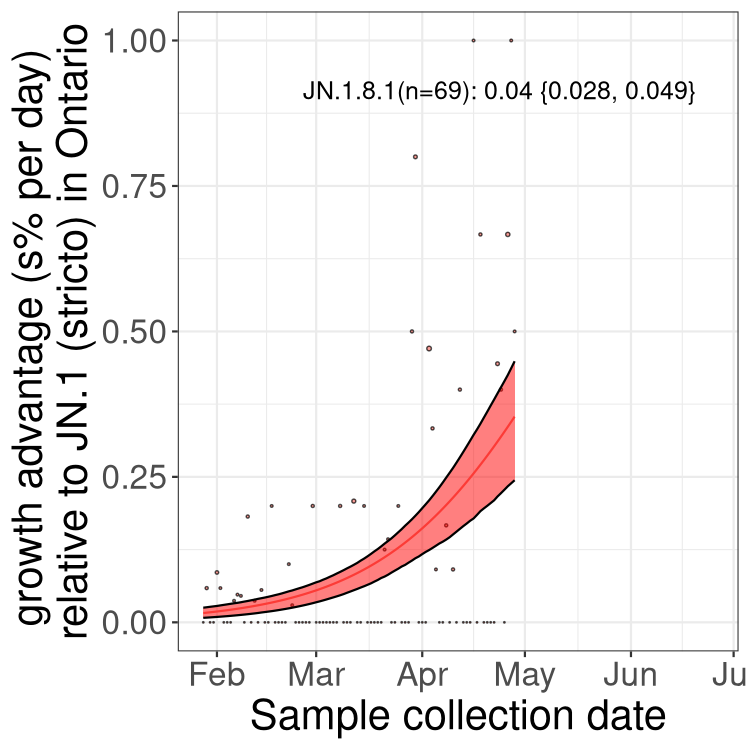 growth advantage (s% per day)
relative to JN.1 (stricto) in Ontario
1.00
0.75
0.50
0.25
0.00
JN.1.8.1(n=69): 0.04 {0.028, 0.049}
Feb Mar Apr May Jun Ju
Sample collection date